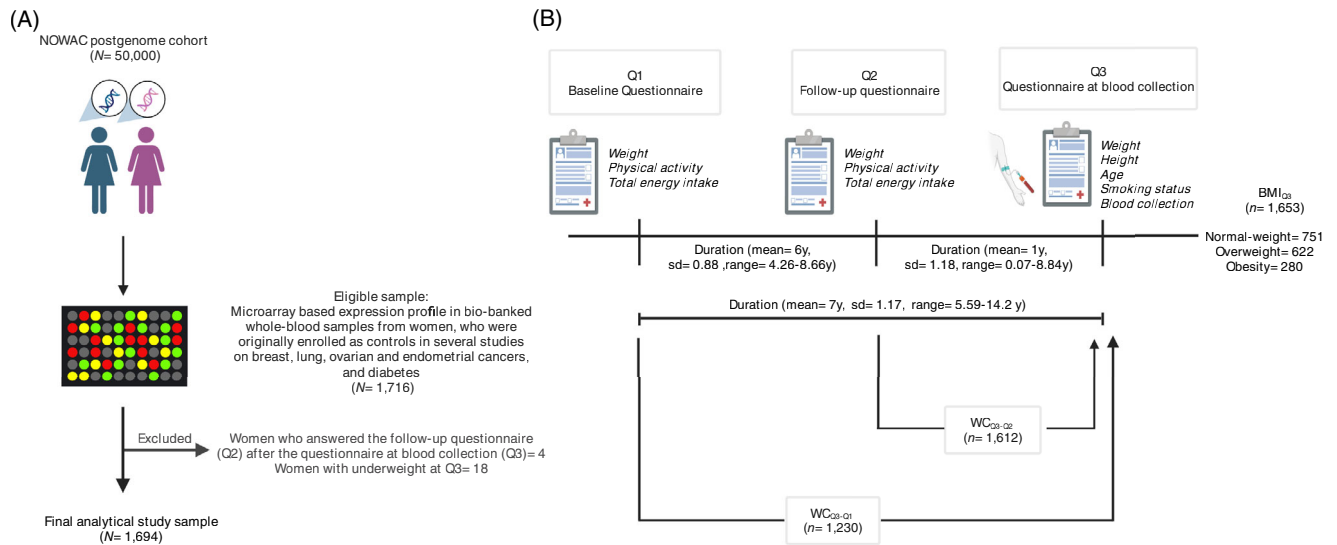 (A)
NOWAC postgenome cohort
(N= 50,000)
Eligible sample:
Microarray based expression profile in bio-banked
whole-blood samples from women, who were
originally enrolled as controls in several studies
on breast, lung, ovarian and endometrial cancers,
and diabetes
(N= 1,716)
Excluded
Women who answered the follow-up questionnaire
(Q2) after the questionnaire at blood collection (Q3)= 4
Women with underweight at Q3= 18
Final analytical study sample
(N= 1,694)
(B)
Q1
Baseline Questionnaire
Q2
Follow-up questionnaire
Q3
Questionnaire at blood collection
Weight
Physical activity
Total energy intake
Weight
Physical activity
Total energy intake
Weight
Height
Age
Smoking status
Blood collection
BMIQ3
(n= 1,653)
Normal-weight= 751
Overweight= 622
Obesity= 280
Duration (mean= 6y,
sd= 0.88 ,range= 4.26-8.66y)
Duration (mean= 1y,
sd= 1.18, range= 0.07-8.84y)
Duration (mean= 7y, sd= 1.17, range= 5.59-14.2 y)
WCQ3-Q2
(n= 1,612)
WCQ3-Q1
(n= 1,230)